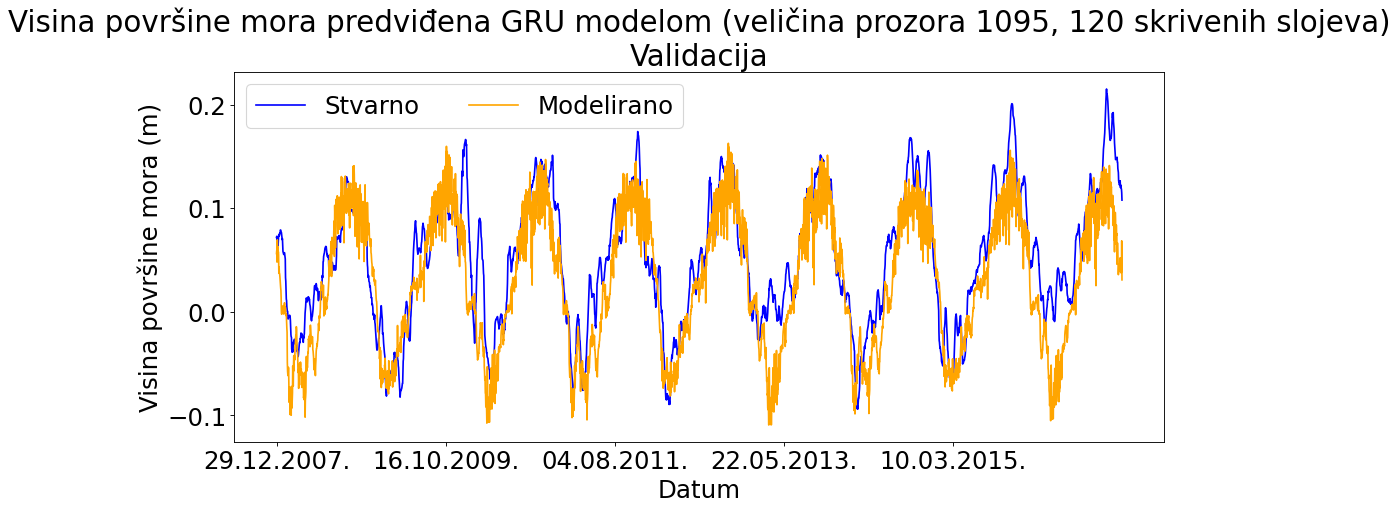 Visina površine mora predviđena GRU modelom (veličina prozora 1095, 120 skrivenih slojeva)
Validacija
Stvarno
Modelirano
Visina površine mora (m)
0.2
0.1
0.0
−0.1
29.12.2007.
16.10.2009.
04.08.2011.
22.05.2013.
10.03.2015.
Datum